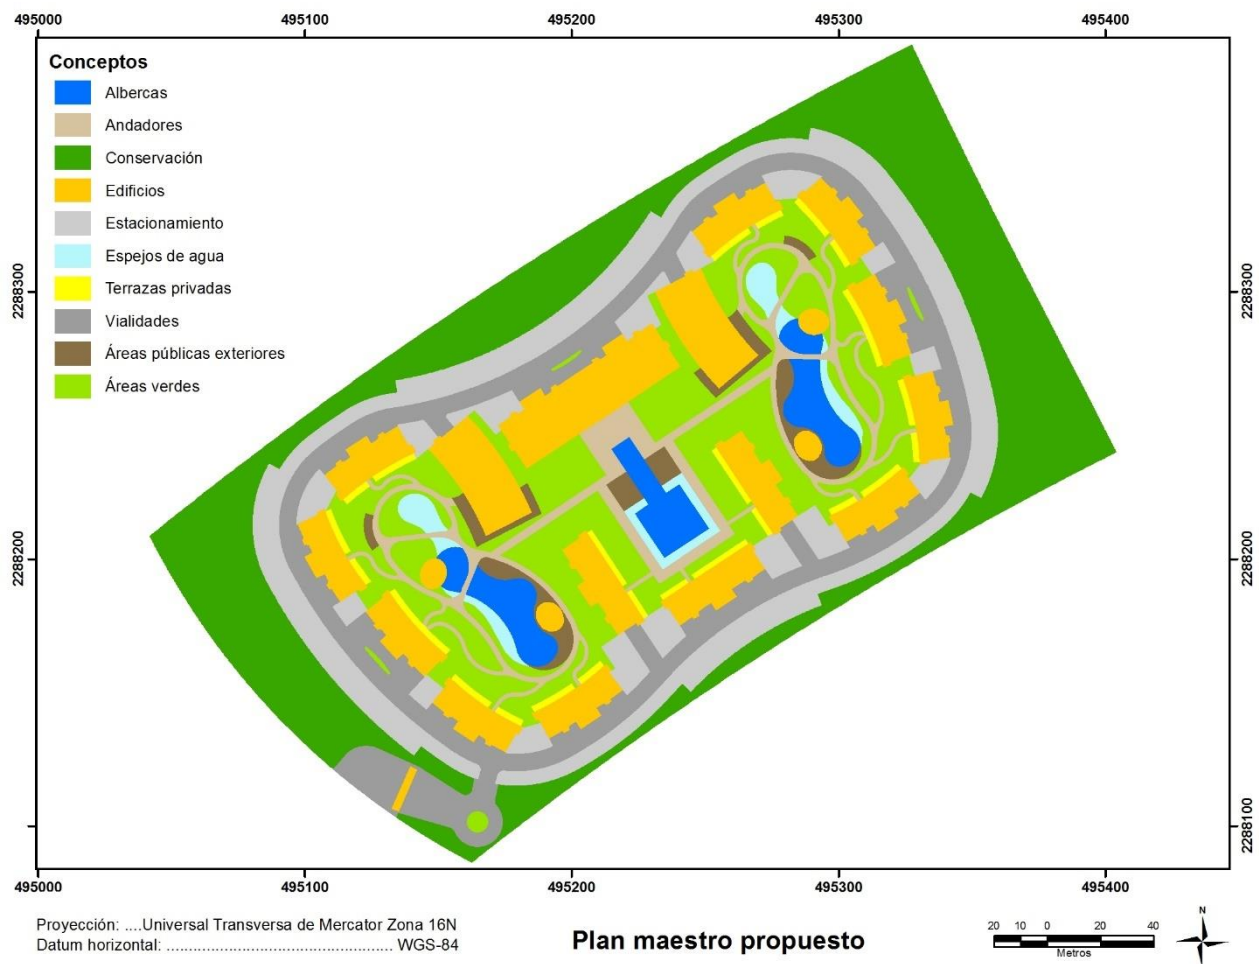 495000 495100 495200 495300 495400
Conceptos
Albercas
Andadores
Conservación
Edificios
Estacionamiento
Espejos de agua
Terrazas privadas
Vialidades
Áreas públicas exteriores
Áreas verdes
2288300 2288300
2288200 2288200
2288100
495000 495100 495200 495300 495400
Proyección: ....Universal Transversa de Mercator Zona 16N
Datum horizontal: ............................................ WGS-84
Plan maestro propuesto
20 10 0 20 40
Metros
N